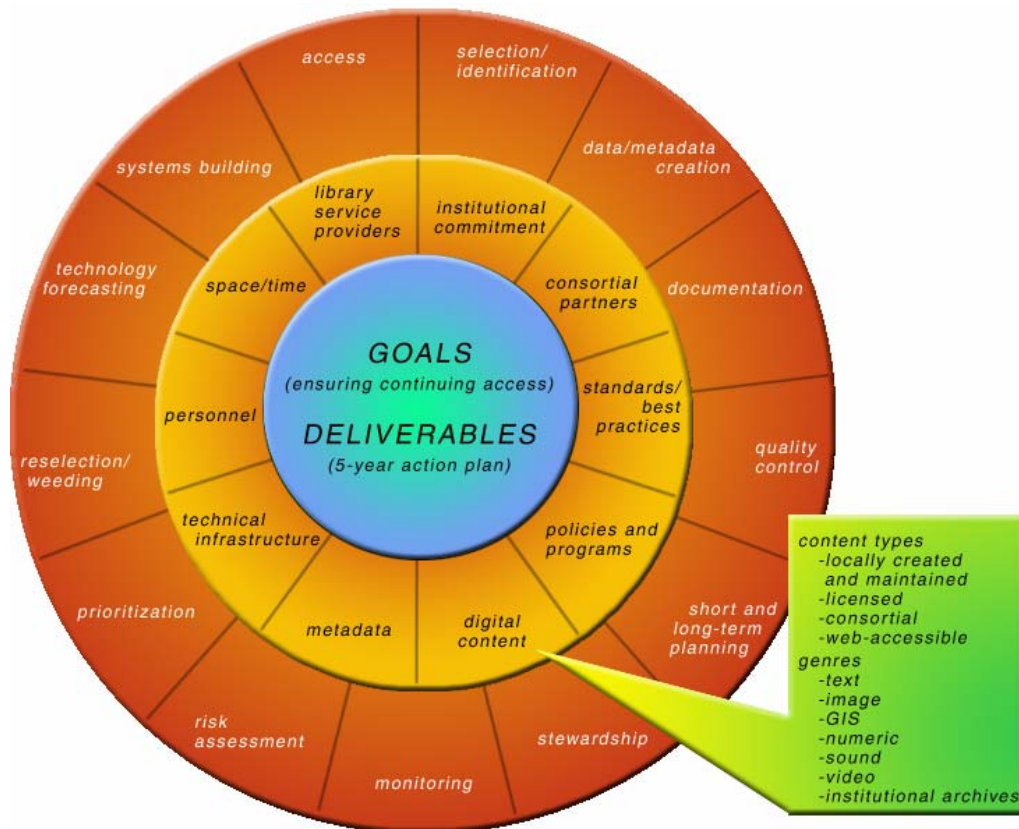 access
selection/
identification
data/metadata
creation
documentation
quality
control
short and
long-term
planning
stewardship
monitoring
risk
assessment
prioritization
reselection/
weeding
technology
forecasting
systems building
library
service
providers
institutional
commitment
consortial
partners
standards/
best
practices
policies and
programs
digital
content
metadata
technical
infrastructure
personnel
space/time
GOALS
(ensuring continuing access)
DELIVERABLES
(5-year action plan)
content types
-locally created
and maintained
-licensed
-consortial
-web-accessible
genres
-text
-image
-GIS
-numeric
-sound
-video
-institutional archives